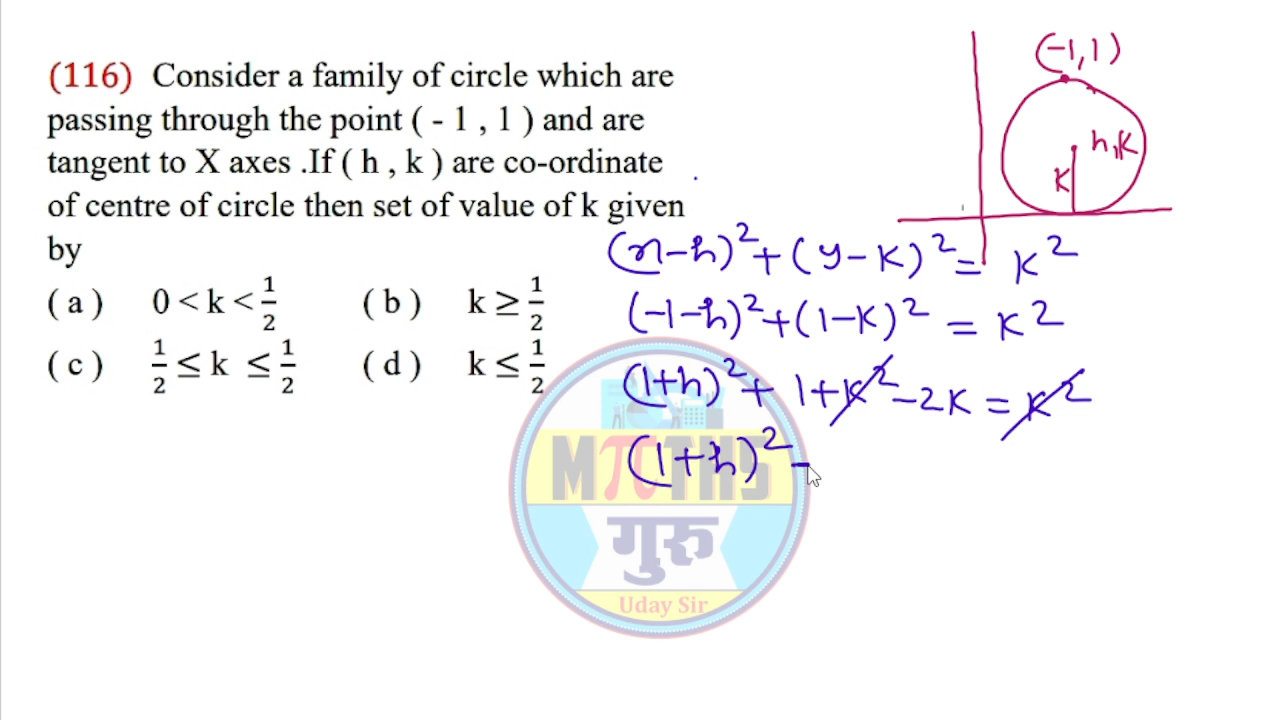 (116) Consider a family of circle which are
passing through the point ( - 1 , 1 ) and are
tangent to X axes .If ( h , k ) are co-ordinate
of centre of circle then set of value of k given
by
( a ) 0 < k < 1/2 ( b ) k ≥ 1/2
( c ) 1/2 ≤ k ≤ 1/2 ( d ) k ≤ 1/2
(-1, 1)
h, k
k
(x-h)² + (y-k)² = k²
(-1-h)² + (1-k)² = k²
(1+h)² + 1 + k² - 2k = k²
(1+h)² -
MπTHS
गुरू
Uday Sir